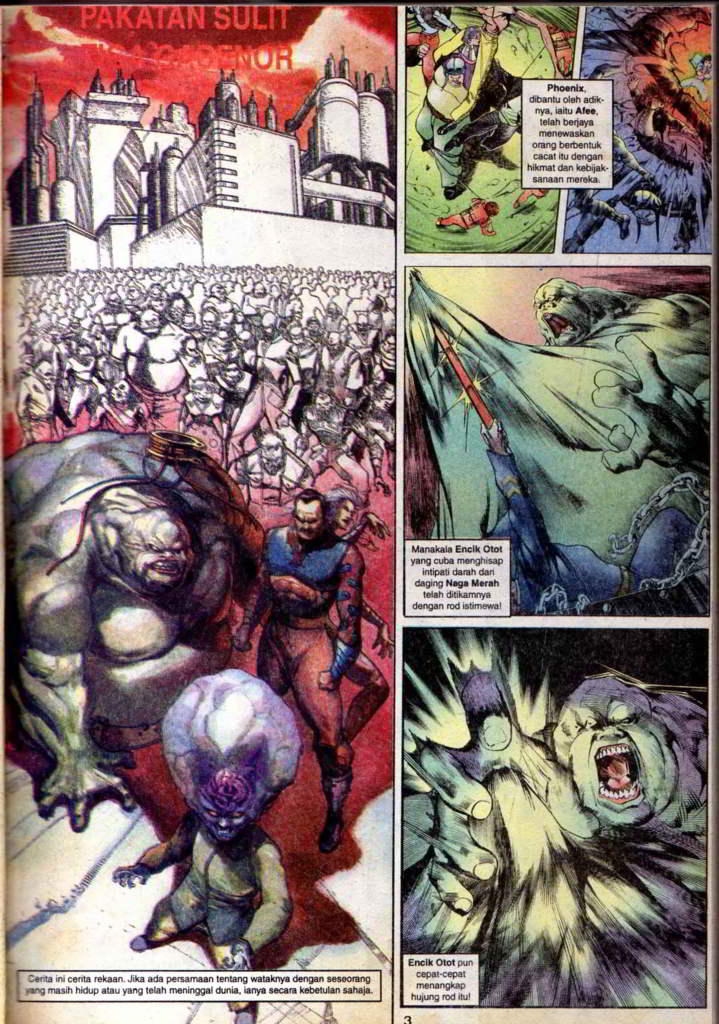 PAKATAN SULIT
Phoenix,
dibantu oleh adik-
nya, iaitu Afee,
telah berjaya
menewaskan
orang berbentuk
cacat itu dengan
hikmat dan kebijak-
sanaan mereka.
Manakala Encik Otot
yang cuba menghisap
intipati darah dan
daging Naga Merah
telah ditikamnya
dengan rod istimewa!
Encik Otot pun
cepat-cepat
menangkap
hujung rod itu!
Cerita ini cerita rekaan. Jika ada persamaan tentang wataknya dengan seseorang
yang masih hidup atau yang telah meninggal dunia, ianya secara kebetulan sahaja.
3